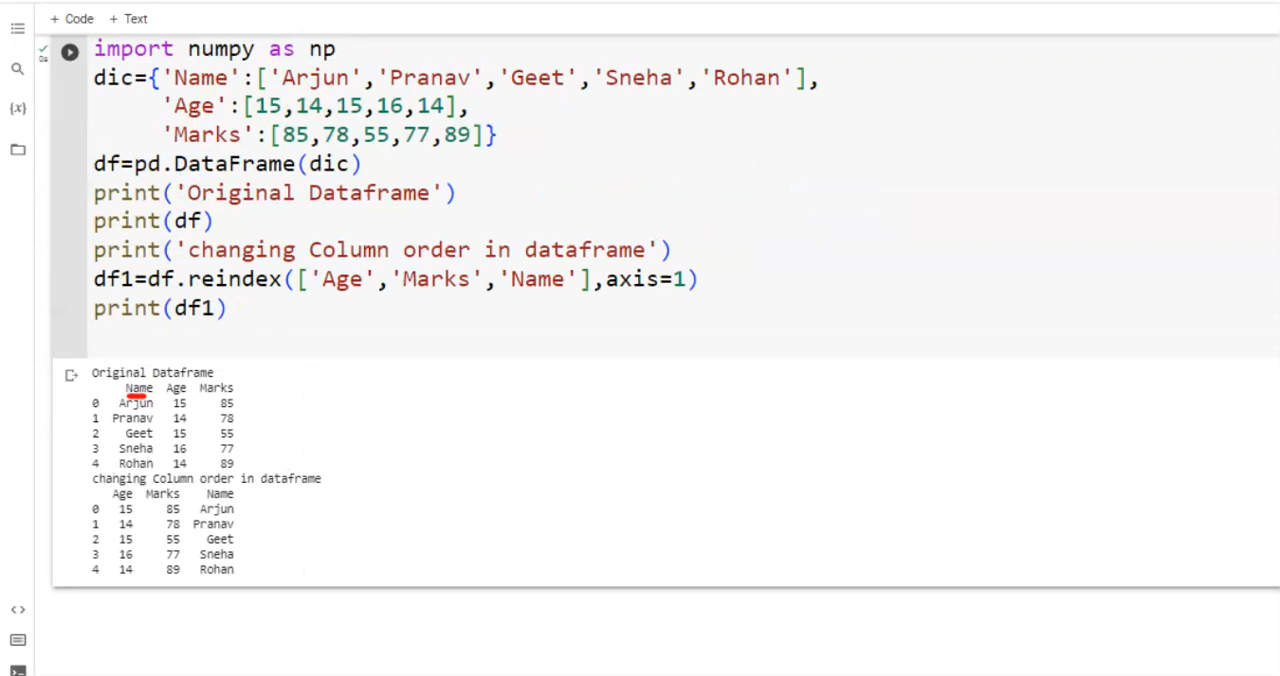 + Code + Text
{x}
0s
import numpy as np
dic={'Name':['Arjun','Pranav','Geet','Sneha','Rohan'],
'Age':[15,14,15,16,14],
'Marks':[85,78,55,77,89]}
df=pd.DataFrame(dic)
print('Original Dataframe')
print(df)
print('changing Column order in dataframe')
df1=df.reindex(['Age','Marks','Name'],axis=1)
print(df1)
Original Dataframe
Name Age Marks
0 Arjun 15 85
1 Pranav 14 78
2 Geet 15 55
3 Sneha 16 77
4 Rohan 14 89
changing Column order in dataframe
Age Marks Name
0 15 85 Arjun
1 14 78 Pranav
2 15 55 Geet
3 16 77 Sneha
4 14 89 Rohan